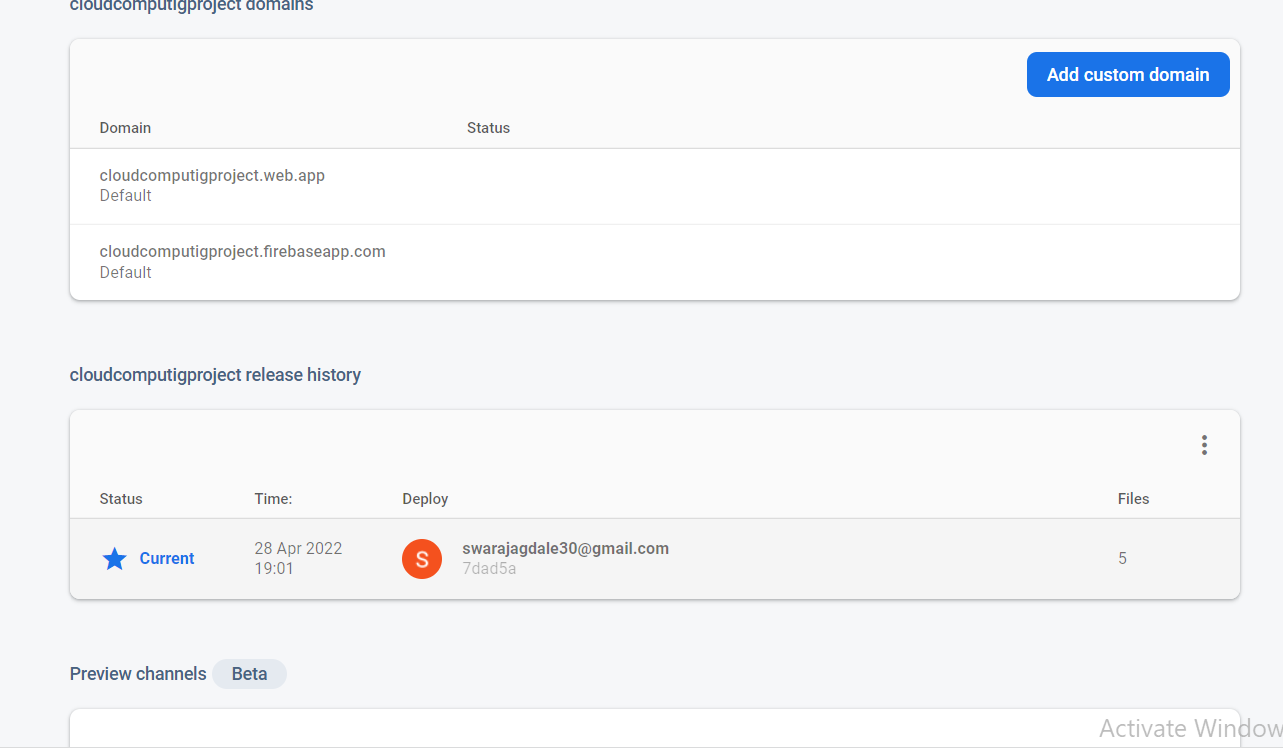 cloudcomputigproject domains
Add custom domain
Domain Status
cloudcomputigproject.web.app
Default
cloudcomputigproject.firebaseapp.com
Default
cloudcomputigproject release history
Status Time: Deploy Files
Current 28 Apr 2022 19:01 S swarajagdale30@gmail.com 7dad5a 5
Preview channels Beta
Activate Window